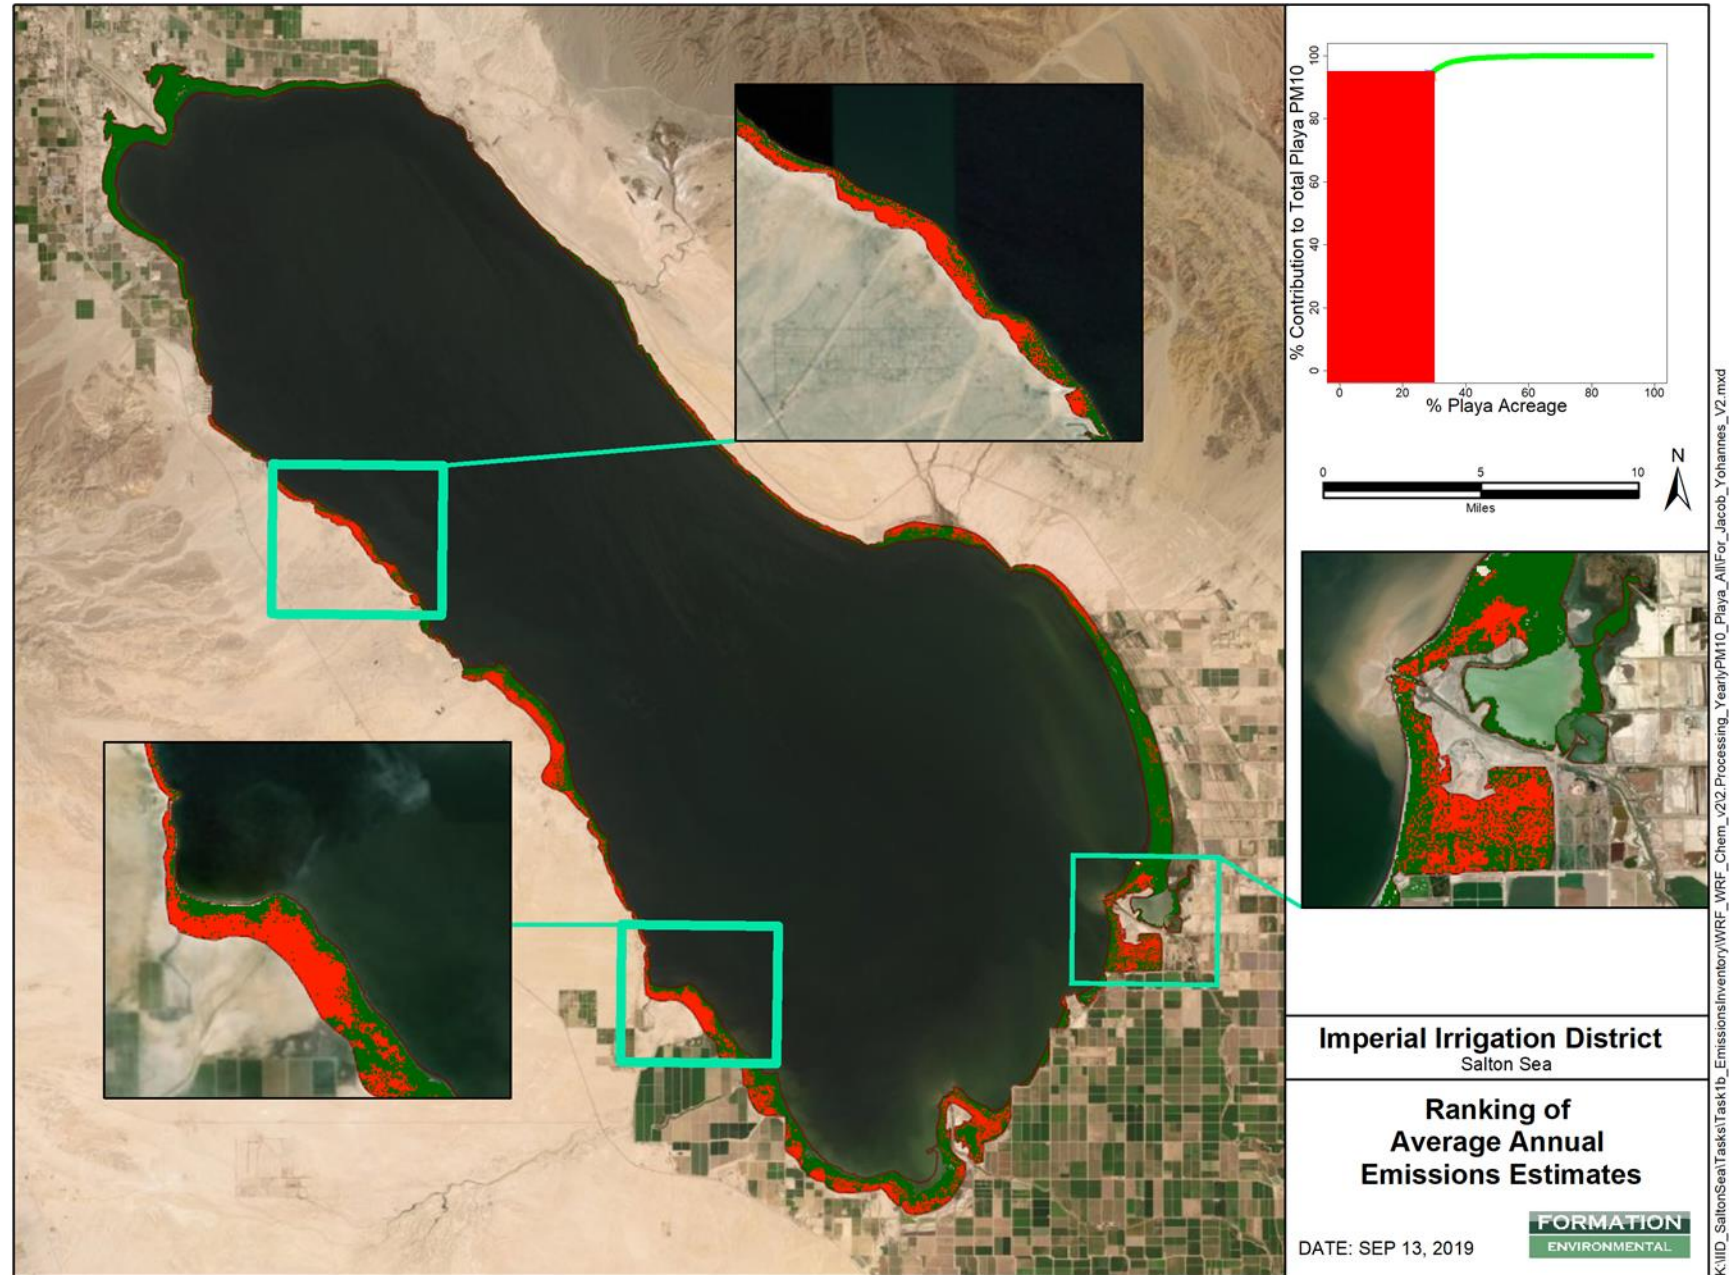 % Contribution to Total Playa PM10
100
80
60
40
20
0
0 20 40 60 80 100
% Playa Acreage
0 5 10
Miles
N
Imperial Irrigation District
Salton Sea
Ranking of
Average Annual
Emissions Estimates
DATE: SEP 13, 2019
FORMATION
ENVIRONMENTAL
K:\IID_SaltonSea\Tasks\Task1b_EmissionsInventory\WRF_WRF_Chem_v2\2.Processing_YearlyPM10_Playa_All\For_Jacob_Yohannes_V2.mxd